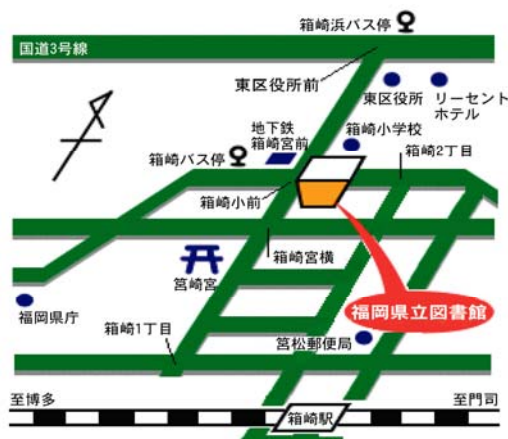 箱崎浜バス停
国道3号線
東区役所前
東区役所
リーセント
ホテル
地下鉄
箱崎宮前
箱崎小学校
箱崎バス停
箱崎2丁目
箱崎小前
箱崎宮横
筥崎宮
福岡県庁
福岡県立図書館
箱崎1丁目
筥松郵便局
至博多
至門司
箱崎駅